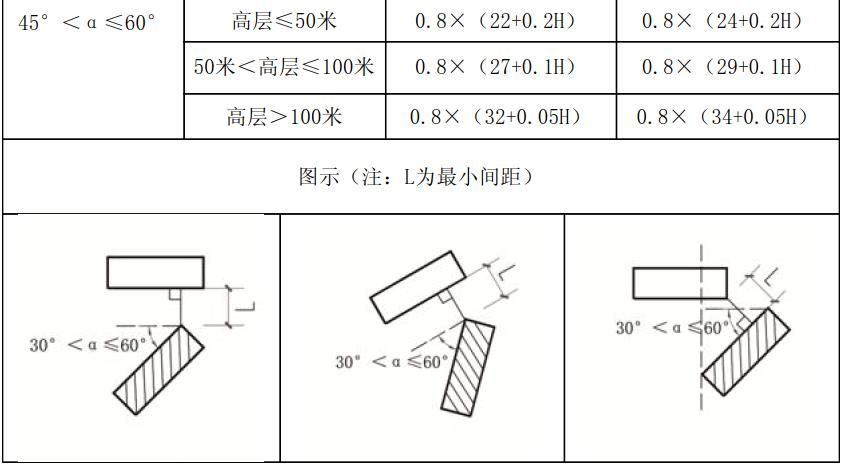 45°＜α≤60° 高层≤50米 0.8×（22+0.2H） 0.8×（24+0.2H）
50米＜高层≤100米 0.8×（27+0.1H） 0.8×（29+0.1H）
高层＞100米 0.8×（32+0.05H） 0.8×（34+0.05H）
图示（注：L为最小间距）
L
30°＜α≤60°
L
30°＜α≤60°
L
30°＜α≤60°